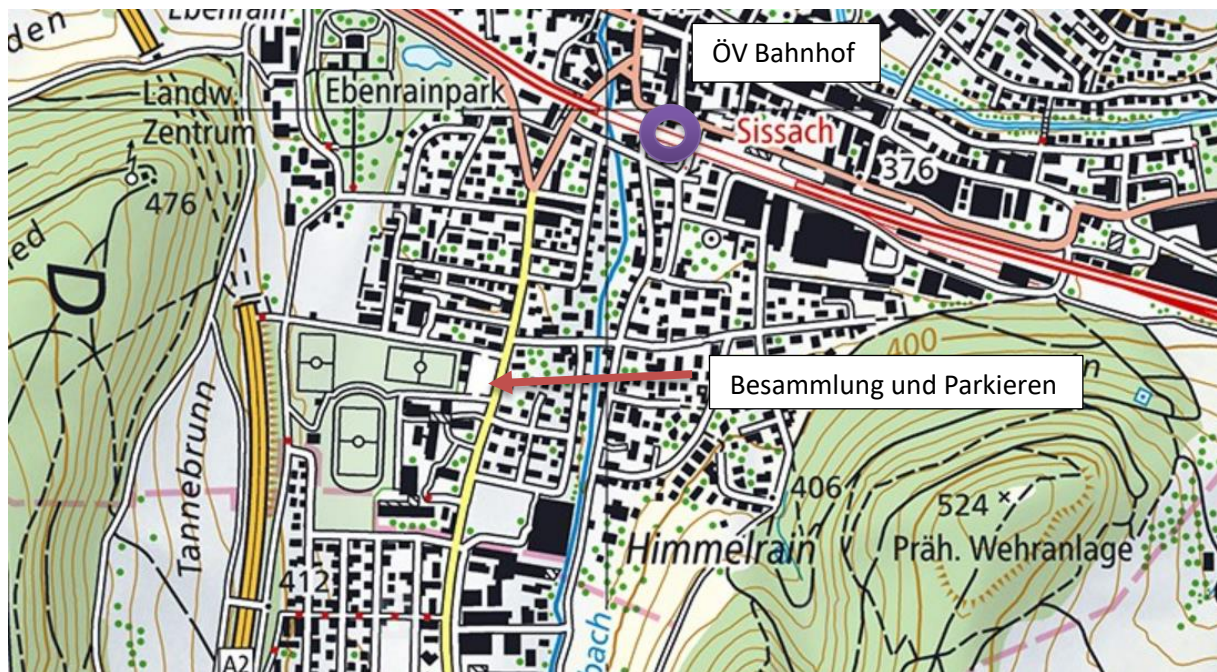 Ebenrain
den
ÖV Bahnhof
Landw.
Zentrum
Ebenrainpark
Sissach
376
476
D
400
Besammlung und Parkieren
Tannebrunn
406
524
Himmelrain
Präh. Wehranlage
412
bach
A2